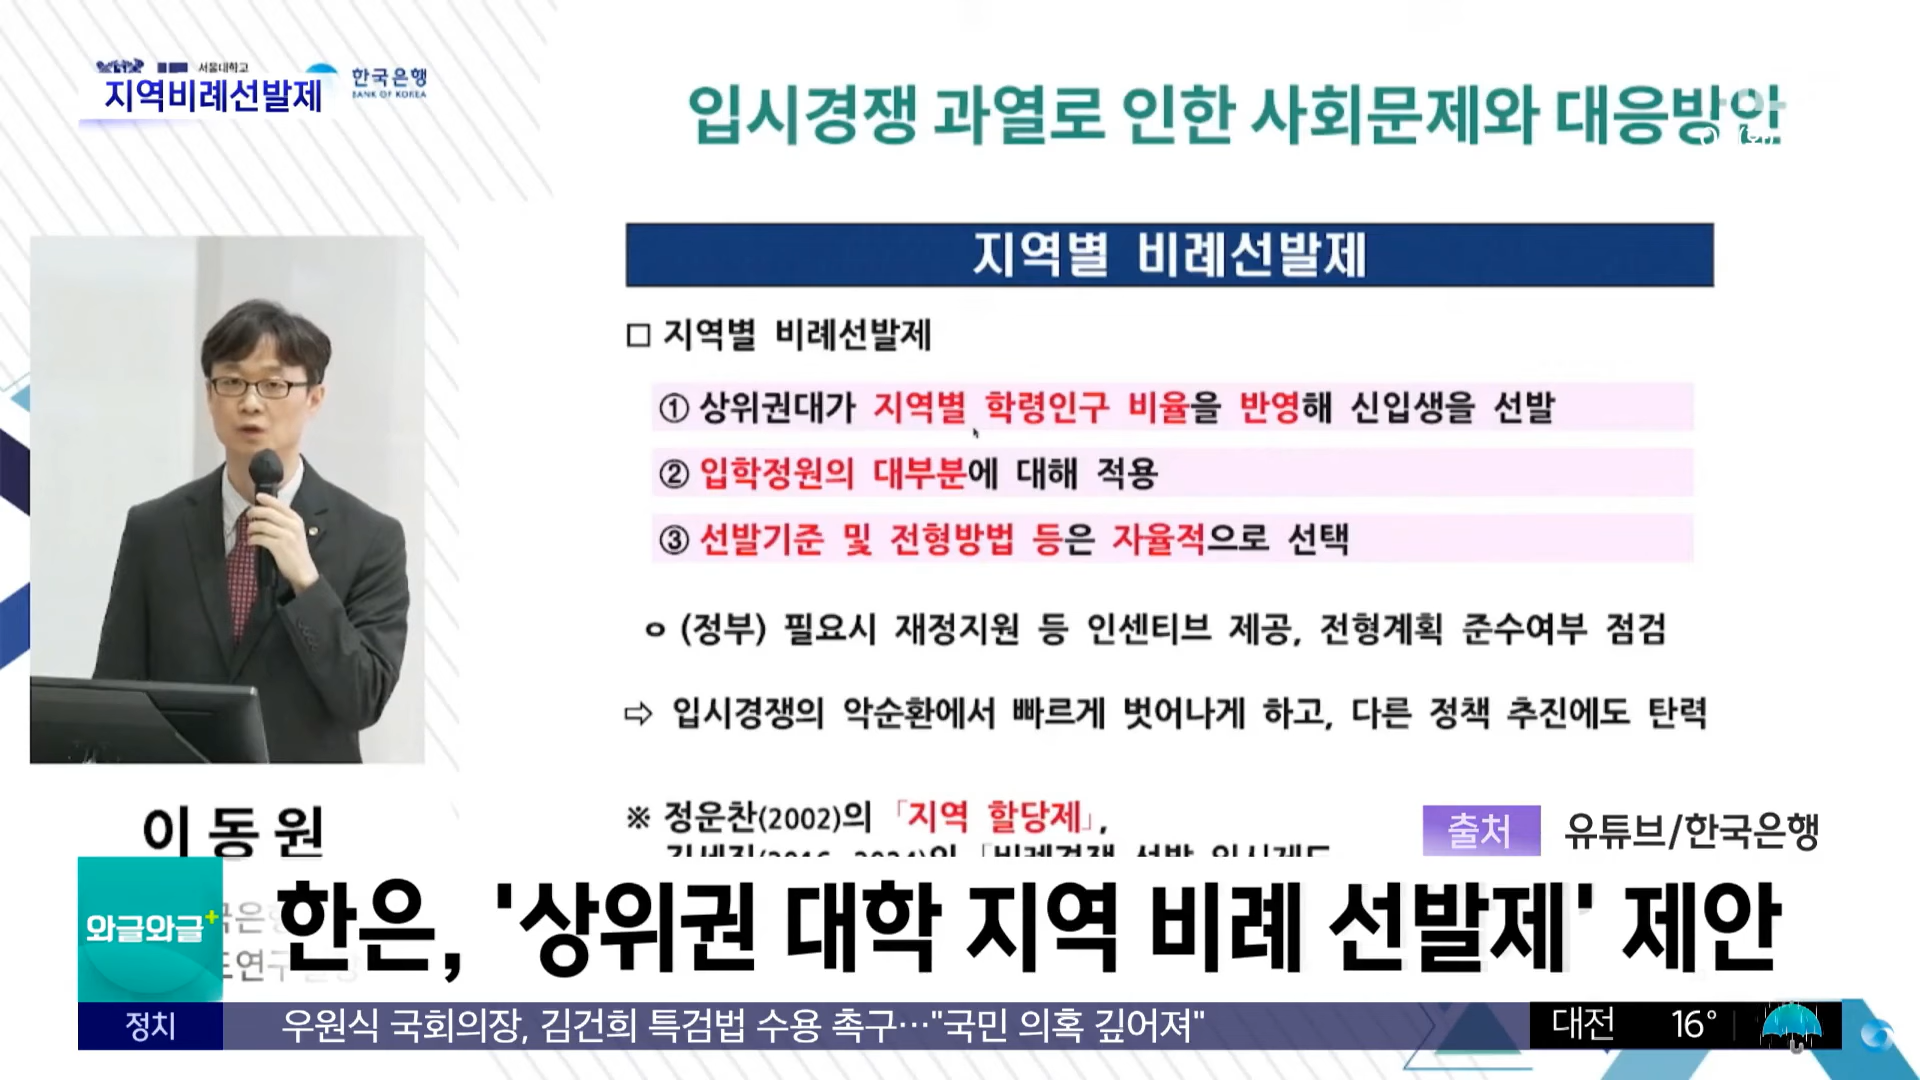 서울대학교
한국은행
BANK OF KOREA
지역비례선발제
입시경쟁 과열로 인한 사회문제와 대응방안
지역별 비례선발제
□ 지역별 비례선발제
① 상위권대가 지역별 학령인구 비율을 반영해 신입생을 선발
② 입학정원의 대부분에 대해 적용
③ 선발기준 및 전형방법 등은 자율적으로 선택
ㅇ (정부) 필요시 재정지원 등 인센티브 제공, 전형계획 준수여부 점검
⇨ 입시경쟁의 악순환에서 빠르게 벗어나게 하고, 다른 정책 추진에도 탄력
※ 정운찬(2002)의 「지역 할당제」,
이동원
출처 유튜브/한국은행
와글와글+
한은, '상위권 대학 지역 비례 선발제' 제안
정치 우원식 국회의장, 김건희 특검법 수용 촉구…"국민 의혹 깊어져"
대전 16°